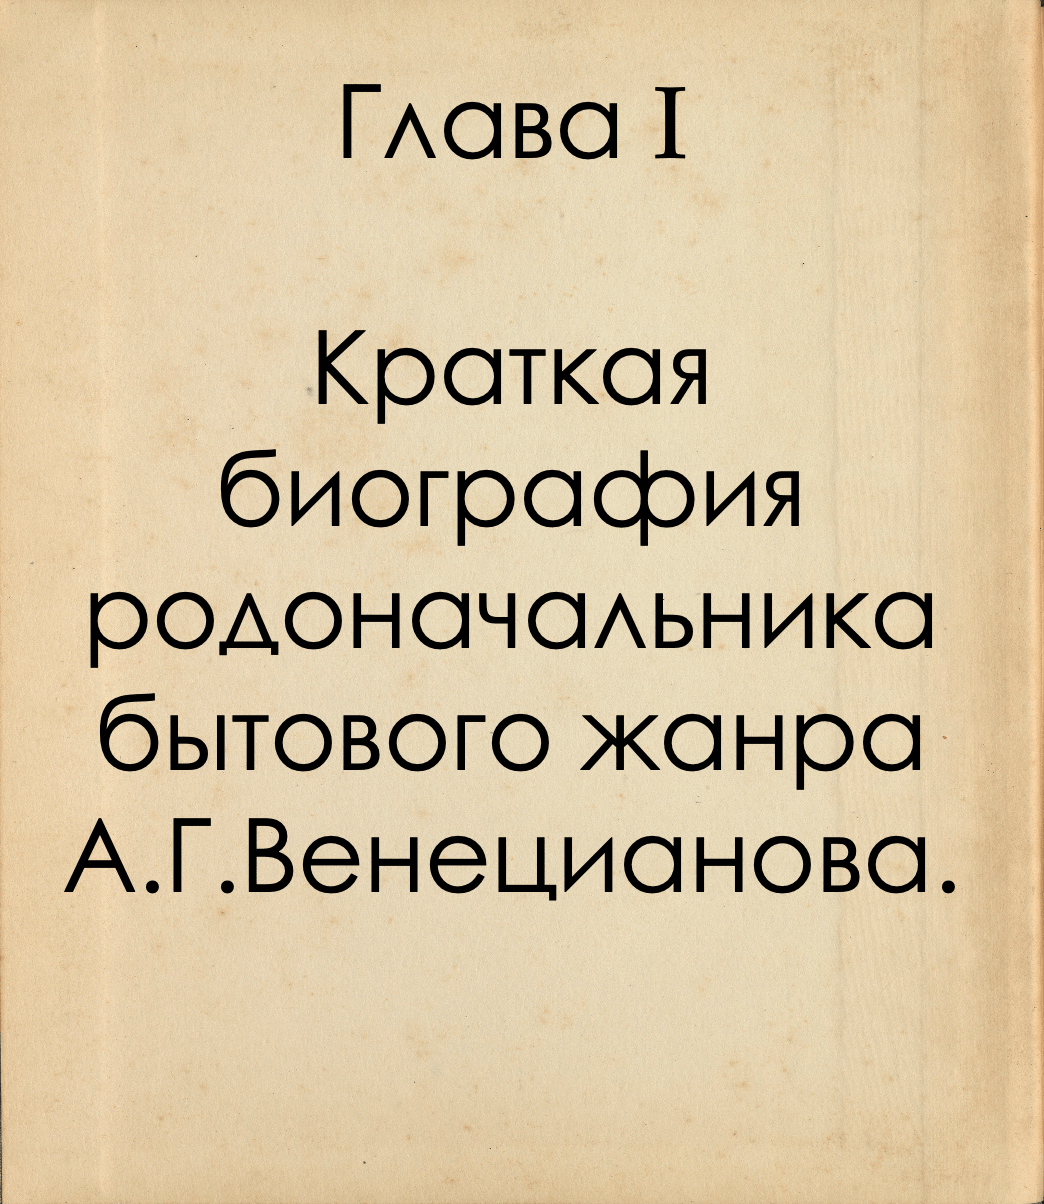 Глава I
Краткая
биография
родоначальника
бытового жанра
А.Г.Венецианова.